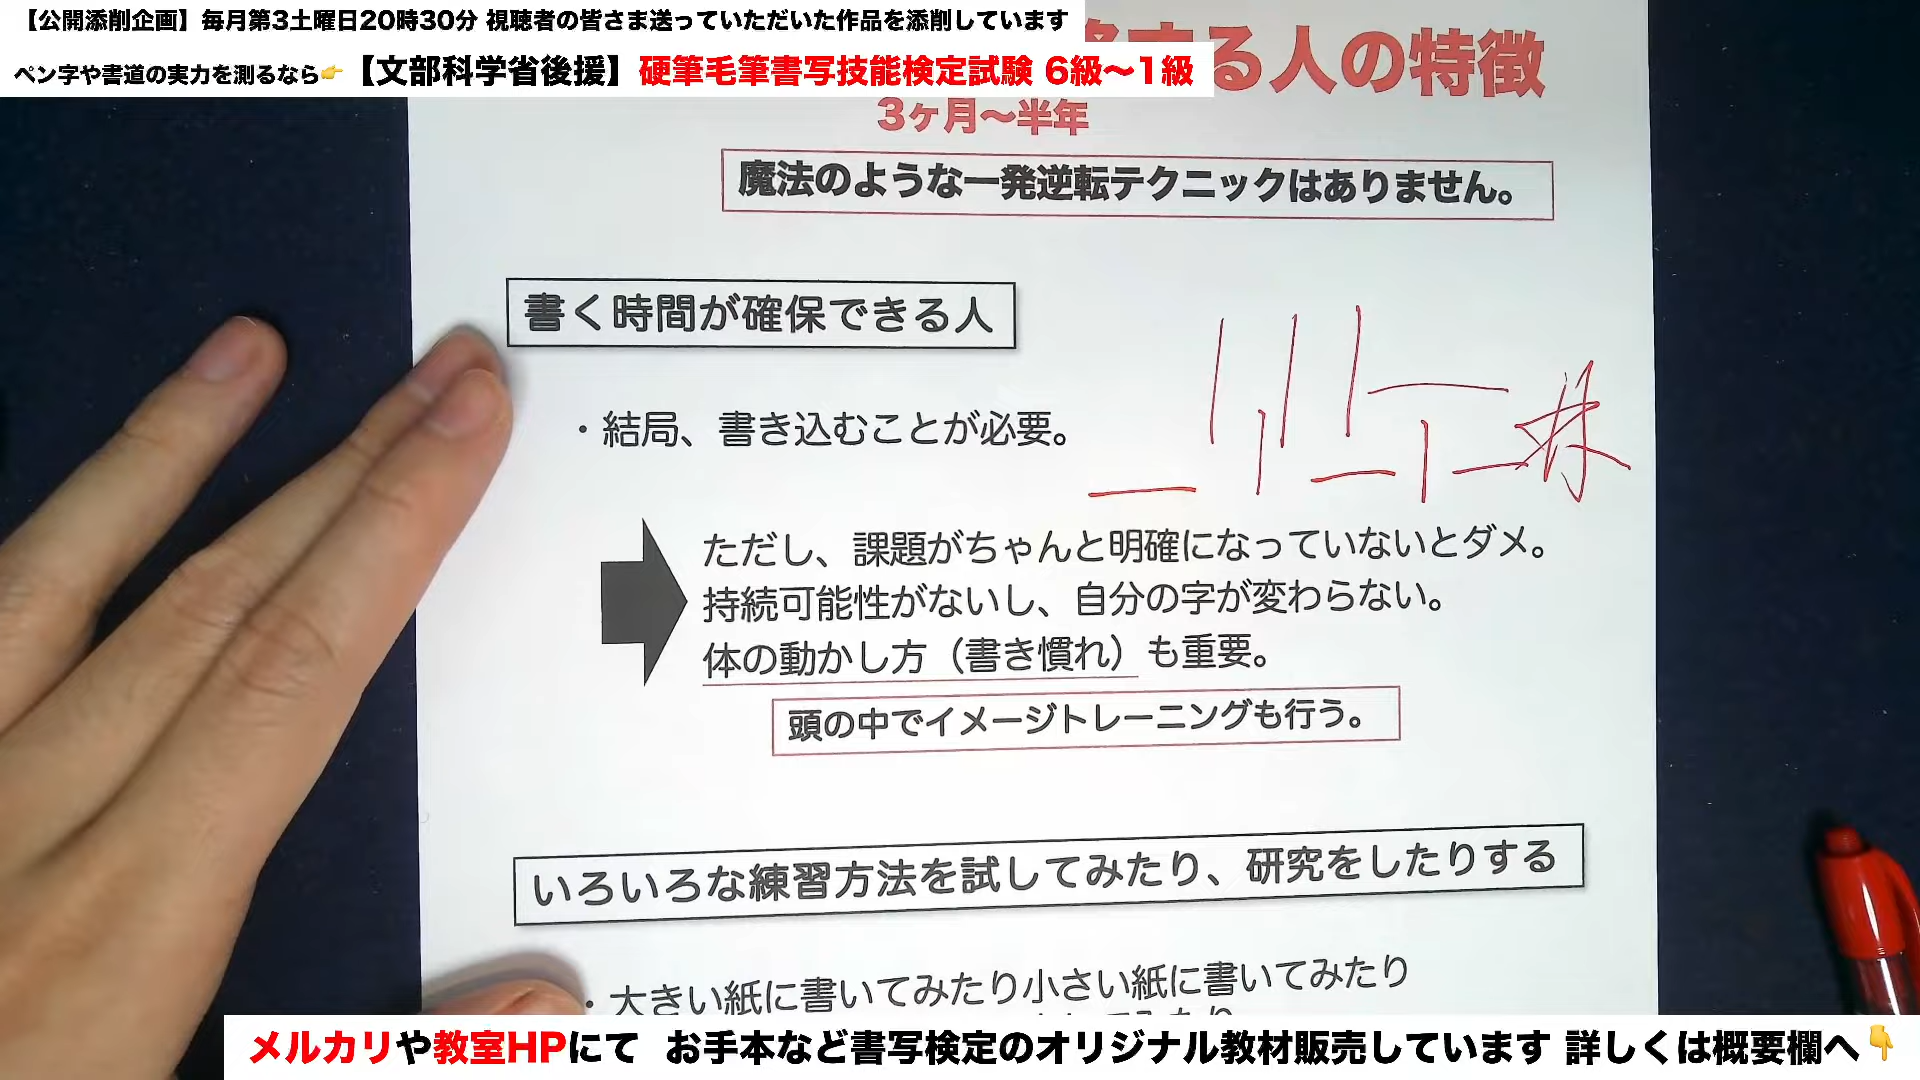 【公開添削企画】毎月第3土曜日20時30分 視聴者の皆さま送っていただいた作品を添削しています
ペン字や書道の実力を測るなら👉【文部科学省後援】硬筆毛筆書写技能検定試験 6級〜1級
する人の特徴
3ヶ月〜半年
魔法のような一発逆転テクニックはありません。
書く時間が確保できる人
・結局、書き込むことが必要。
ただし、課題がちゃんと明確になっていないとダメ。
持続可能性がないし、自分の字が変わらない。
体の動かし方（書き慣れ）も重要。
頭の中でイメージトレーニングも行う。
いろいろな練習方法を試してみたり、研究をしたりする
・大きい紙に書いてみたり小さい紙に書いてみたり
メルカリや教室HPにて お手本など書写検定のオリジナル教材販売しています 詳しくは概要欄へ👇